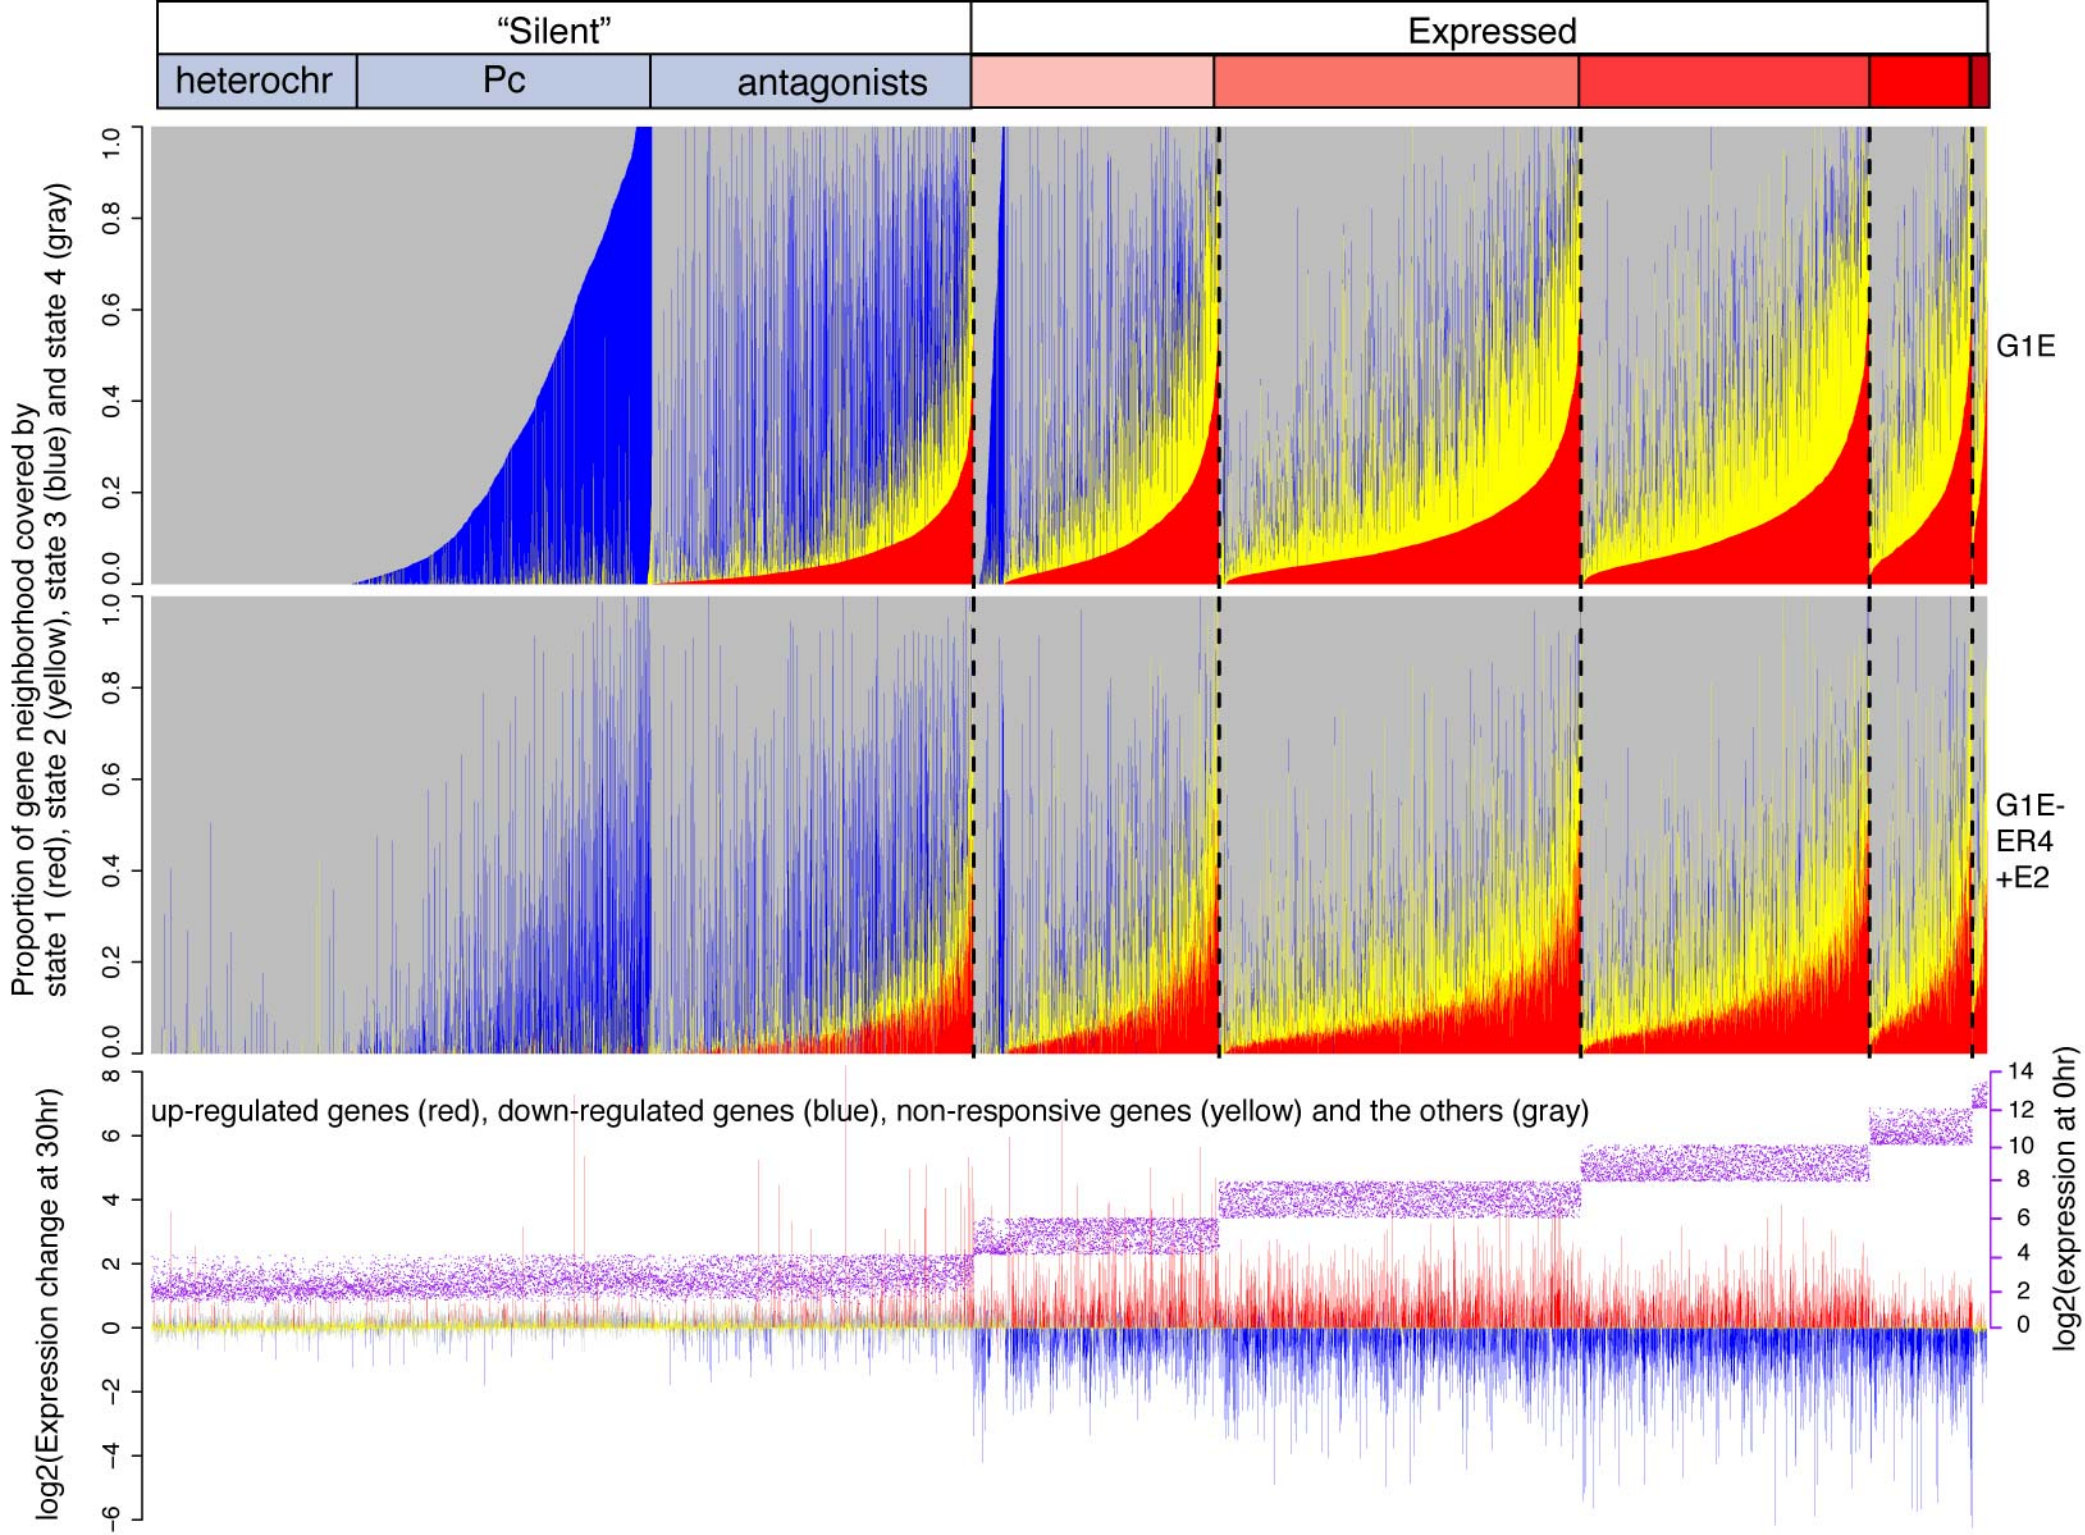 “Silent”
Expressed
heterochr
Pc
antagonists
Proportion of gene neighborhood covered by
state 1 (red), state 2 (yellow), state 3 (blue) and state 4 (gray)
1.0
0.8
0.6
0.4
0.2
0.0
G1E
1.0
0.8
0.6
0.4
0.2
0.0
G1E-
ER4
+E2
log2(Expression change at 30hr)
8
6
4
2
0
−2
−4
−6
up-regulated genes (red), down-regulated genes (blue), non-responsive genes (yellow) and the others (gray)
14
12
10
8
6
4
2
0
log2(expression at 0hr)